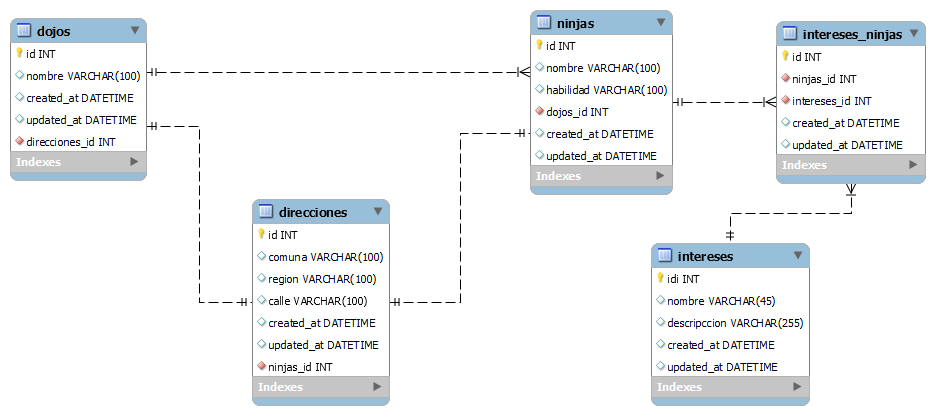 dojos
id INT
nombre VARCHAR(100)
created_at DATETIME
updated_at DATETIME
direcciones_id INT
Indexes
ninjas
id INT
nombre VARCHAR(100)
habilidad VARCHAR(100)
dojos_id INT
created_at DATETIME
updated_at DATETIME
Indexes
intereses_ninjas
id INT
ninjas_id INT
intereses_id INT
created_at DATETIME
updated_at DATETIME
Indexes
direcciones
id INT
comuna VARCHAR(100)
region VARCHAR(100)
calle VARCHAR(100)
created_at DATETIME
updated_at DATETIME
ninjas_id INT
Indexes
intereses
idi INT
nombre VARCHAR(45)
descripccion VARCHAR(255)
created_at DATETIME
updated_at DATETIME
Indexes